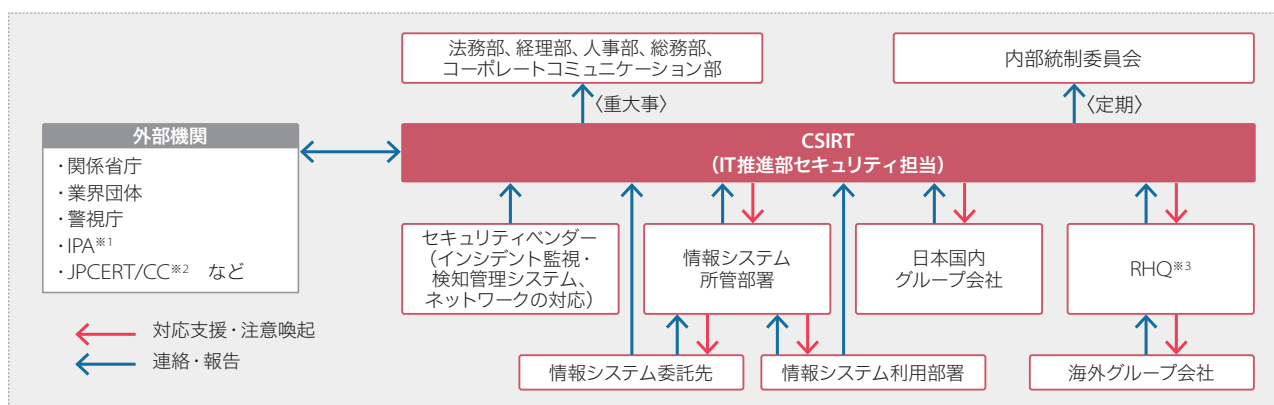 法務部、経理部、人事部、総務部、
コーポレートコミュニケーション部
内部統制委員会
〈重大事〉
〈定期〉
外部機関
・関係省庁
・業界団体
・警視庁
・IPA※1
・JPCERT/CC※2 など
CSIRT
（IT推進部セキュリティ担当）
セキュリティベンダー
（インシデント監視・
検知管理システム、
ネットワークの対応）
情報システム
所管部署
日本国内
グループ会社
RHQ※3
対応支援・注意喚起
連絡・報告
情報システム委託先
情報システム利用部署
海外グループ会社